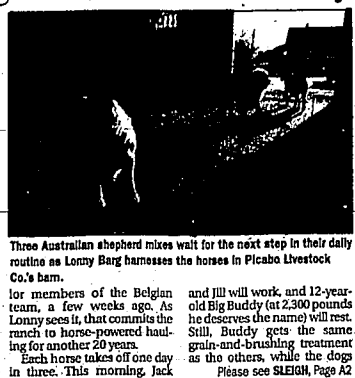 Three Australian shepherd mixes wait for the next step in their daily
routine as Lonny Barg harnesses the horses in Picabo Livestock
Co.'s barn.
ior members of the Belgian
team, a few weeks ago. As
Lonny sees it, that commits the
ranch to horse-powered haul-
ing for another 20 years.
Each horse takes off one day
in three. This morning, Jack
and Jill will work, and 12-year-
old Big Buddy (at 2,300 pounds
he deserves the name) will rest.
Still, Buddy gets the same
grain-and-brushing treatment
as the others, while the dogs
Please see SLEIGH, Page A2